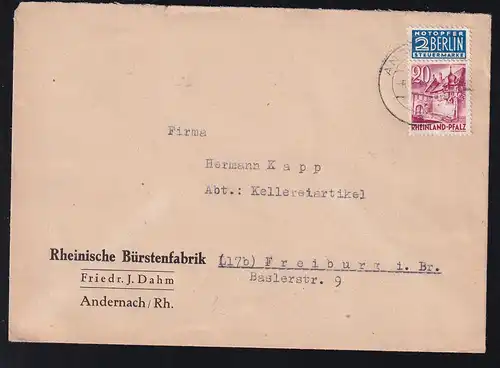 NOTOPFER
2 BERLIN
STEUERMARKE
20
RHEINLAND-PFALZ
Firma
Hermann Kapp
Abt.: Kellereiartikel
(17b) Freiburg i. Br.
Baslerstr. 9
Rheinische Bürstenfabrik
Friedr. J. Dahm
Andernach/Rh.